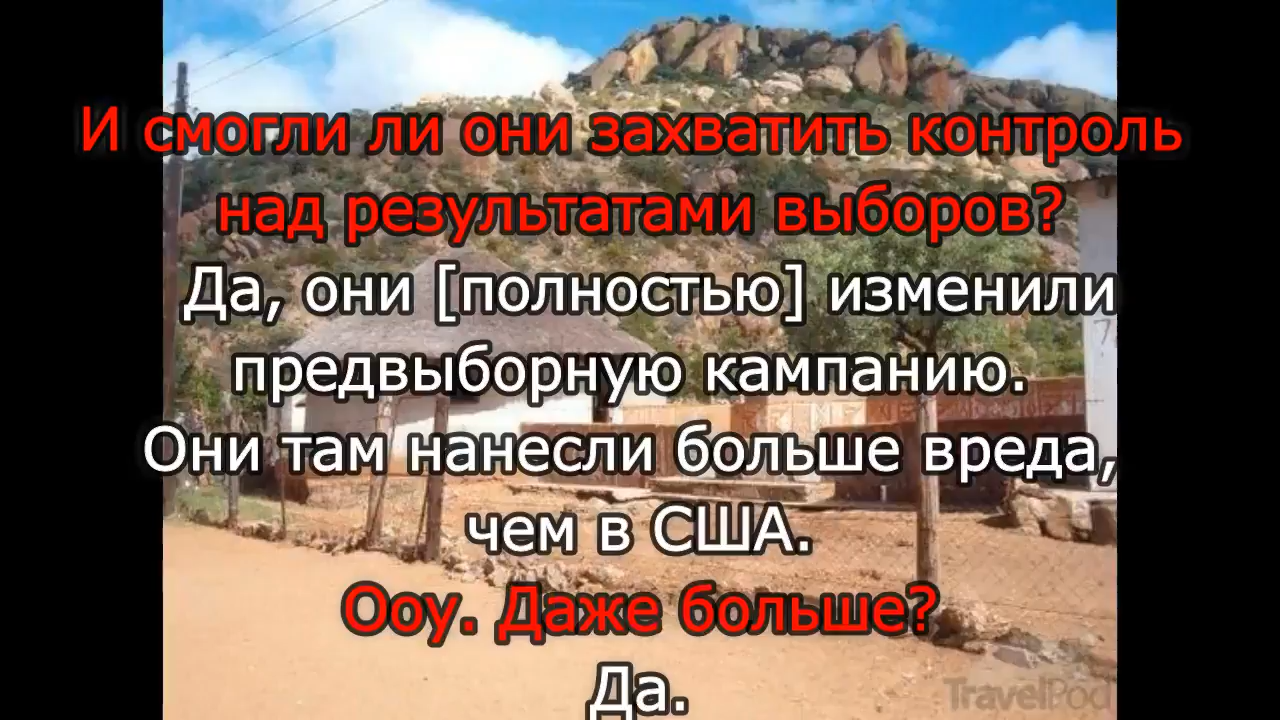 И смогли ли они захватить контроль
над результатами выборов?
Да, они [полностью] изменили
предвыборную кампанию.
Они там нанесли больше вреда,
чем в США.
Ооу. Даже больше?
Да.
TravelPod